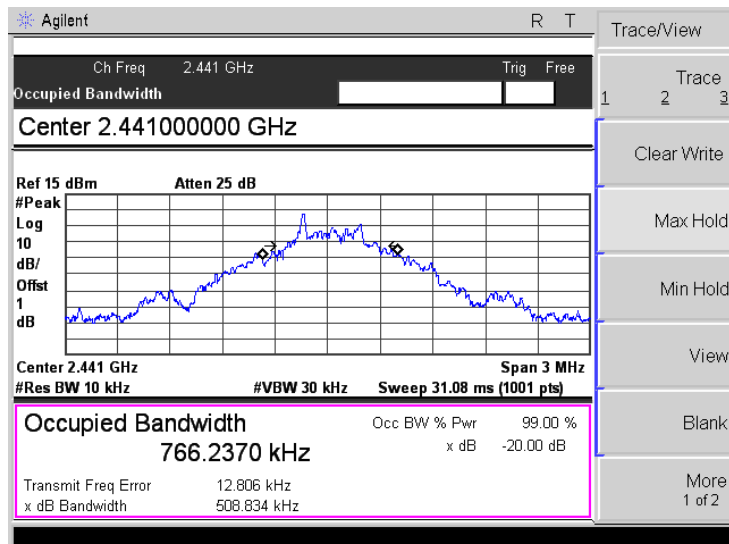 Agilent R T
Trace/View
Ch Freq 2.441 GHz Trig Free
Occupied Bandwidth
Trace
1 2 3
Center 2.441000000 GHz
Clear Write
Ref 15 dBm Atten 25 dB
#Peak
Log
10
dB/
Offst
1
dB
Max Hold
Min Hold
View
Center 2.441 GHz Span 3 MHz
#Res BW 10 kHz #VBW 30 kHz Sweep 31.08 ms (1001 pts)
Occupied Bandwidth Occ BW % Pwr 99.00 %
766.2370 kHz x dB -20.00 dB
Blank
Transmit Freq Error 12.806 kHz
x dB Bandwidth 508.834 kHz
More
1 of 2